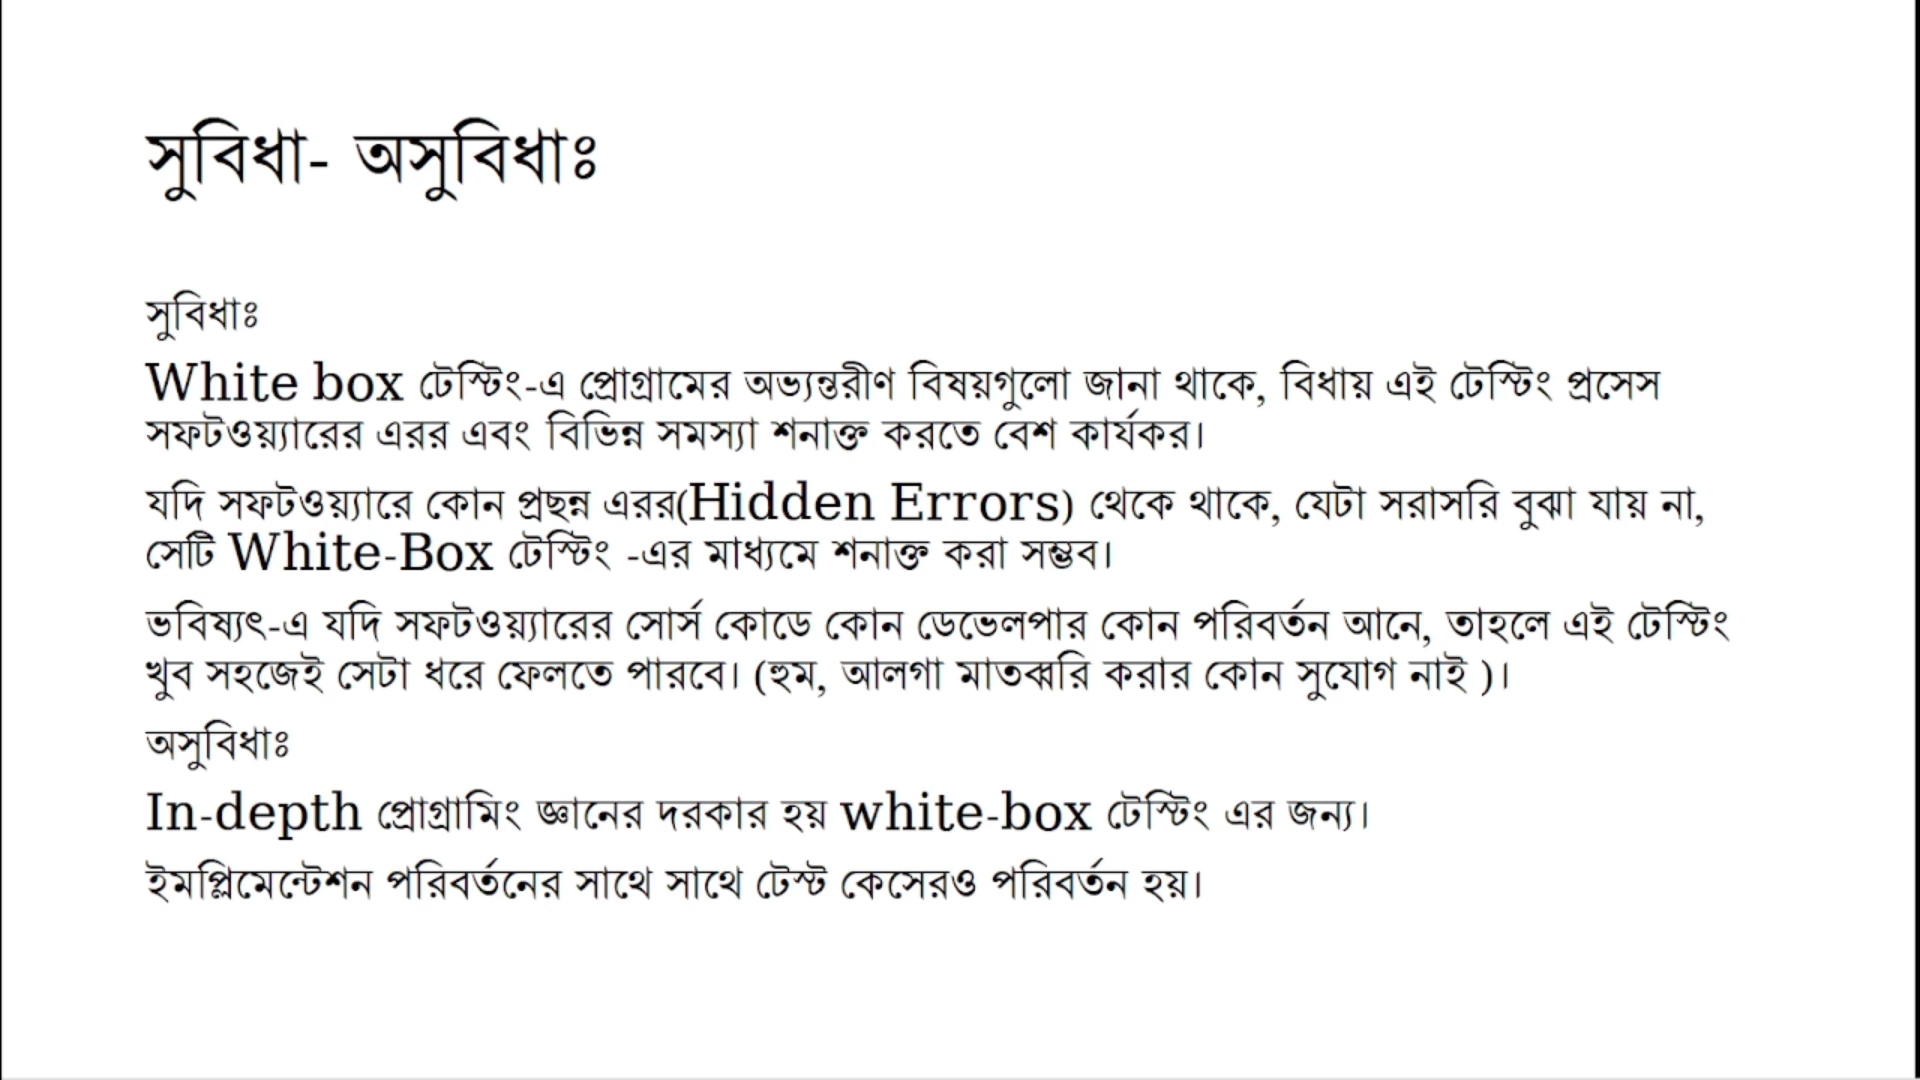 সুবিধা- অসুবিধাঃ
সুবিধাঃ
White box টেস্টিং-এ প্রোগ্রামের অভ্যন্তরীণ বিষয়গুলো জানা থাকে, বিধায় এই টেস্টিং প্রসেস
সফটওয়্যারের এরর এবং বিভিন্ন সমস্যা শনাক্ত করতে বেশ কার্যকর।
যদি সফটওয়্যারে কোন প্রছন্ন এরর(Hidden Errors) থেকে থাকে, যেটা সরাসরি বুঝা যায় না,
সেটি White-Box টেস্টিং -এর মাধ্যমে শনাক্ত করা সম্ভব।
ভবিষ্যৎ-এ যদি সফটওয়্যারের সোর্স কোডে কোন ডেভেলপার কোন পরিবর্তন আনে, তাহলে এই টেস্টিং
খুব সহজেই সেটা ধরে ফেলতে পারবে। (হুম, আলগা মাতব্বরি করার কোন সুযোগ নাই )।
অসুবিধাঃ
In-depth প্রোগ্রামিং জ্ঞানের দরকার হয় white-box টেস্টিং এর জন্য।
ইমপ্লিমেন্টেশন পরিবর্তনের সাথে সাথে টেস্ট কেসেরও পরিবর্তন হয়।